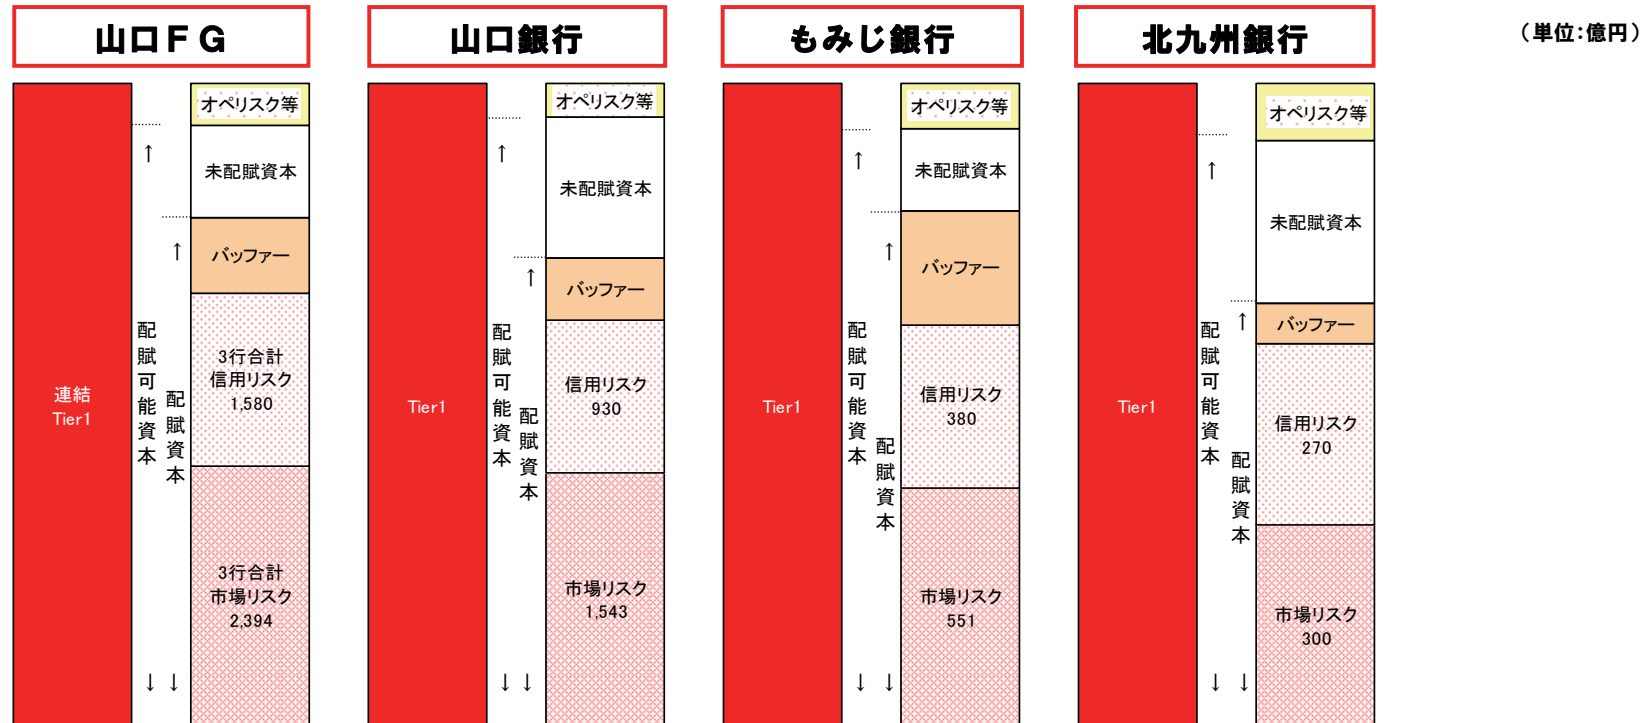 山口FG
山口銀行
もみじ銀行
北九州銀行
（単位:億円）
連結
Tier1
↑
配賦可能資本
↓
↑
配賦資本
↓
オペリスク等
未配賦資本
バッファー
3行合計
信用リスク
1,580
3行合計
市場リスク
2,394
Tier1
↑
配賦可能資本
↓
↑
配賦資本
↓
オペリスク等
未配賦資本
バッファー
信用リスク
930
市場リスク
1,543
Tier1
↑
配賦可能資本
↓
↑
配賦資本
↓
オペリスク等
未配賦資本
バッファー
信用リスク
380
市場リスク
551
Tier1
↑
配賦可能資本
↓
↑
配賦資本
↓
オペリスク等
未配賦資本
バッファー
信用リスク
270
市場リスク
300